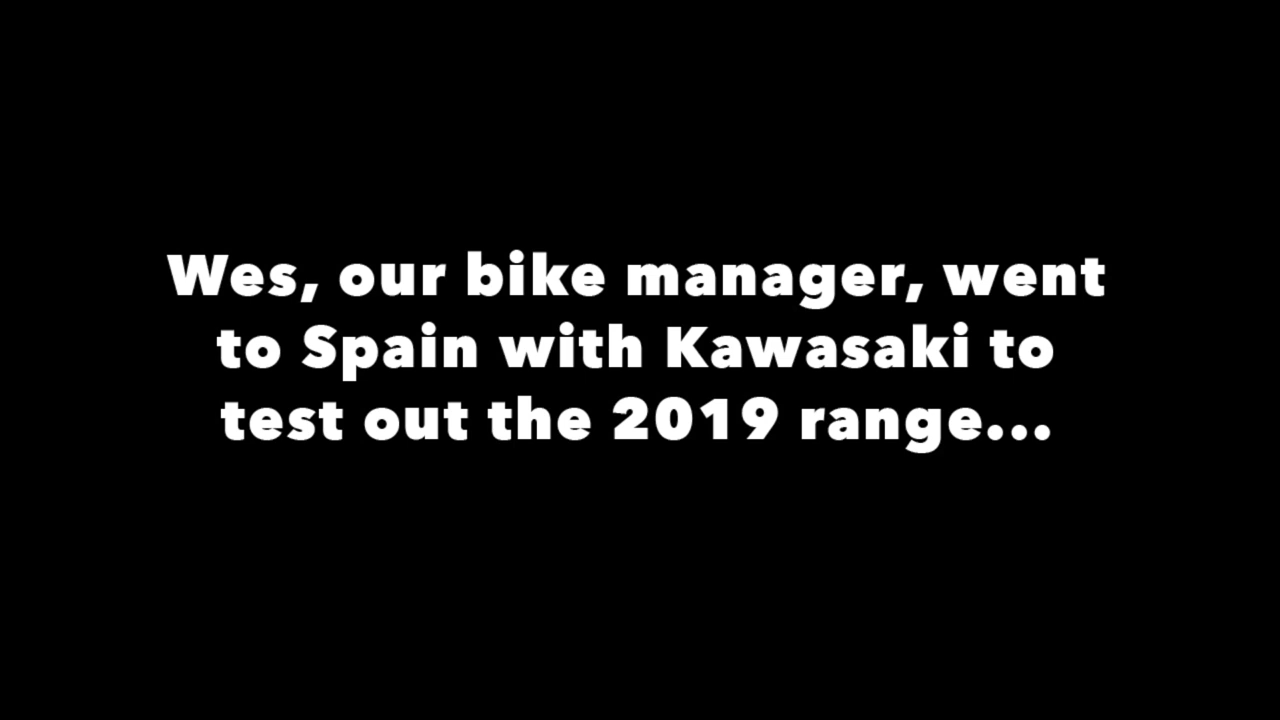 Wes, our bike manager, went
to Spain with Kawasaki to
test out the 2019 range...